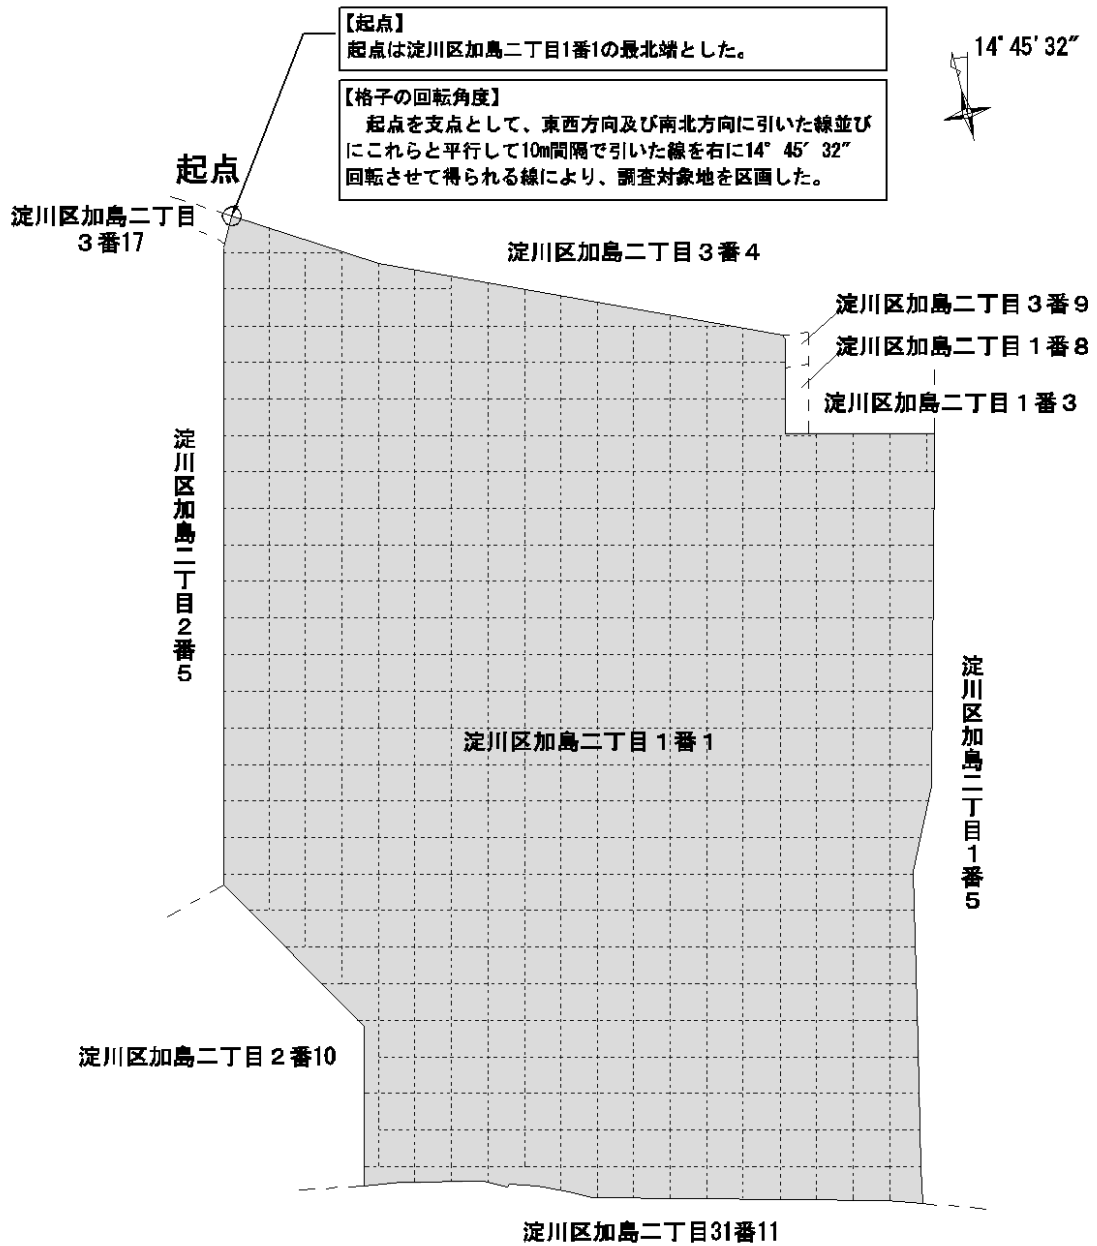 【起点】
起点は淀川区加島二丁目1番1の最北端とした。
14°45'32″
【格子の回転角度】
起点を支点として、東西方向及び南北方向に引いた線並び
にこれらと平行して10m間隔で引いた線を右に14°45′32″
回転させて得られる線により、調査対象地を区画した。
起点
淀川区加島二丁目
3番17
淀川区加島二丁目3番4
淀川区加島二丁目3番9
淀川区加島二丁目1番8
淀川区加島二丁目1番3
淀川区加島二丁目2番5
淀川区加島二丁目1番1
淀川区加島二丁目1番5
淀川区加島二丁目2番10
淀川区加島二丁目31番11